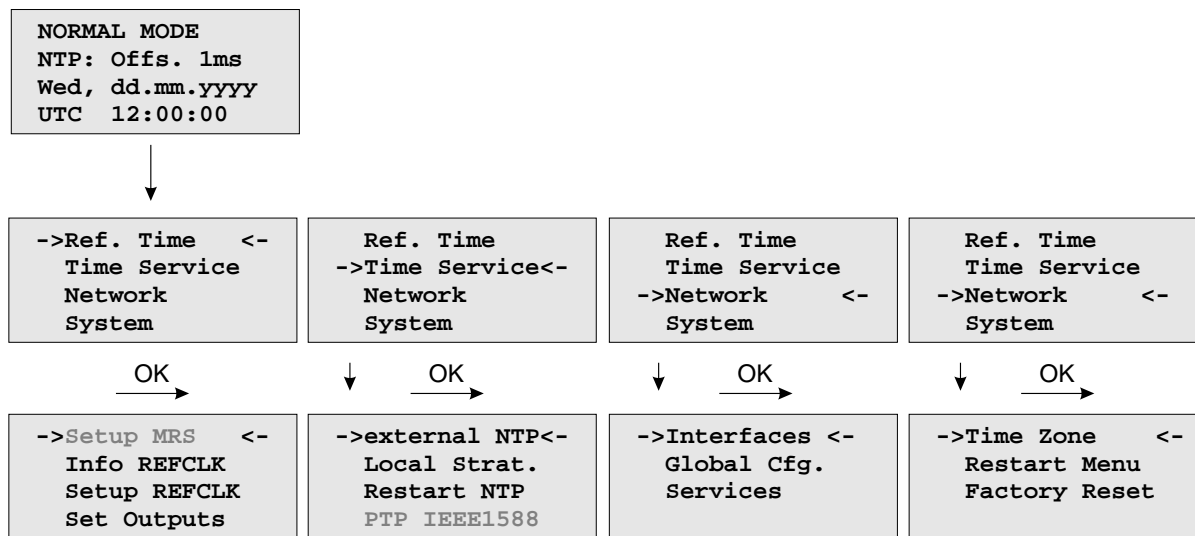 NORMAL MODE
NTP: Offs. 1ms
Wed, dd.mm.yyyy
UTC 12:00:00
->Ref. Time <-
Time Service
Network
System
Ref. Time
->Time Service<-
Network
System
Ref. Time
Time Service
->Network <-
System
Ref. Time
Time Service
->Network <-
System
OK
OK
OK
OK
->Setup MRS <-
Info REFCLK
Setup REFCLK
Set Outputs
->external NTP<-
Local Strat.
Restart NTP
PTP IEEE1588
->Interfaces <-
Global Cfg.
Services
->Time Zone <-
Restart Menu
Factory Reset